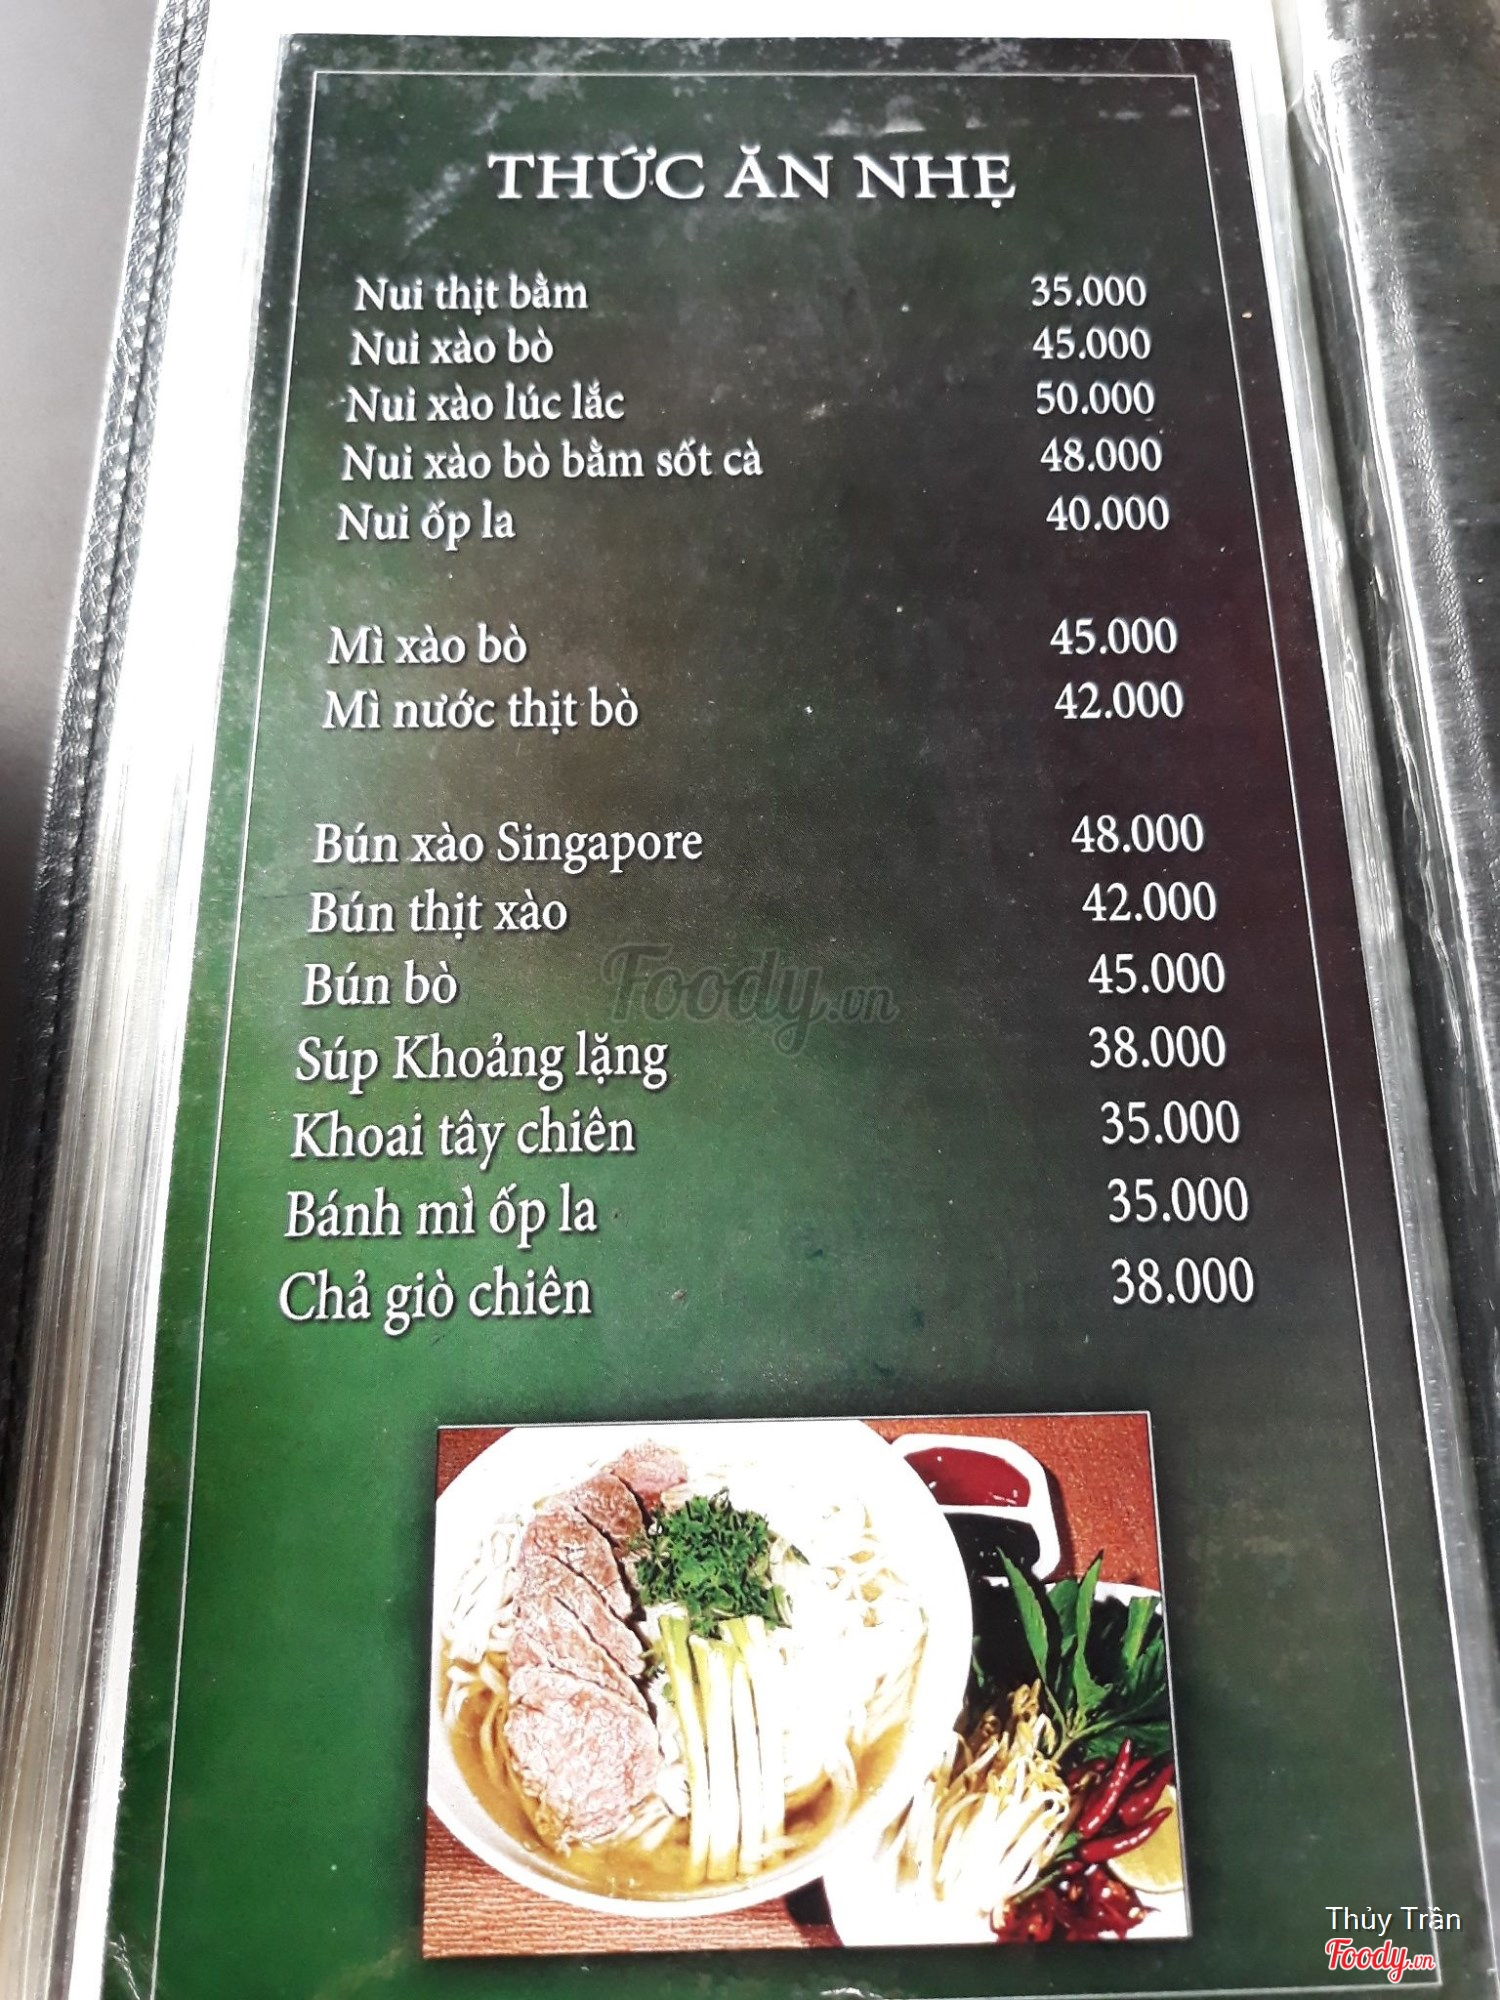 THỨC ĂN NHẸ
Nui thịt bằm 35.000
Nui xào bò 45.000
Nui xào lúc lắc 50.000
Nui xào bò bằm sốt cà 48.000
Nui ốp la 40.000
Mì xào bò 45.000
Mì nước thịt bò 42.000
Bún xào Singapore 48.000
Bún thịt xào 42.000
Bún bò 45.000
Foody.vn
Súp Khoảng lặng 38.000
Khoai tây chiên 35.000
Bánh mì ốp la 35.000
Chả giò chiên 38.000
Thủy Trần
Foody.vn